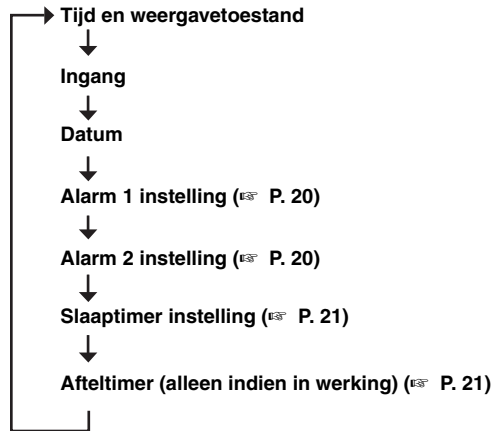 Tijd en weergavetoestand
Ingang
Datum
Alarm 1 instelling (☞ P. 20)
Alarm 2 instelling (☞ P. 20)
Slaaptimer instelling (☞ P. 21)
Afteltimer (alleen indien in werking) (☞ P. 21)